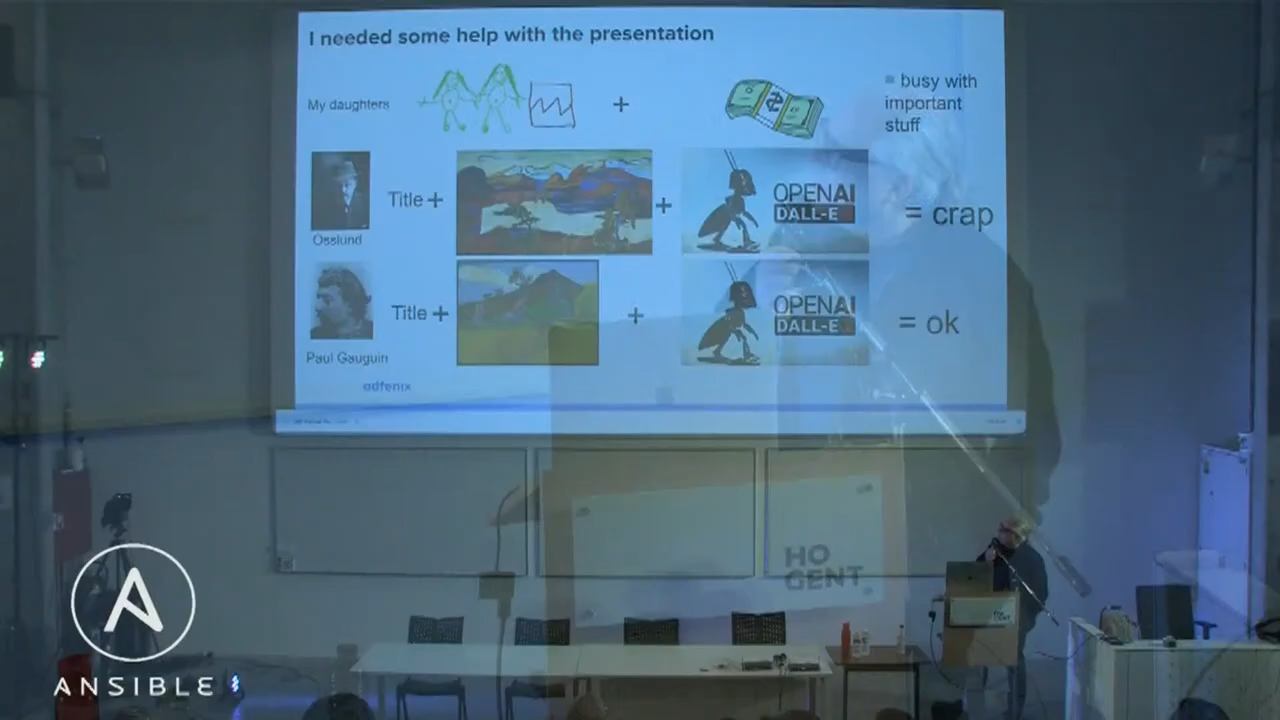 I needed some help with the presentation
My daughters
+
= busy with
important
stuff
Title +
+
OPENAI
DALL-E
= crap
Osslund
Title +
+
OPENAI
DALL-E
= ok
Paul Gauguin
adfenix
HO
GENT
ANSIBLE